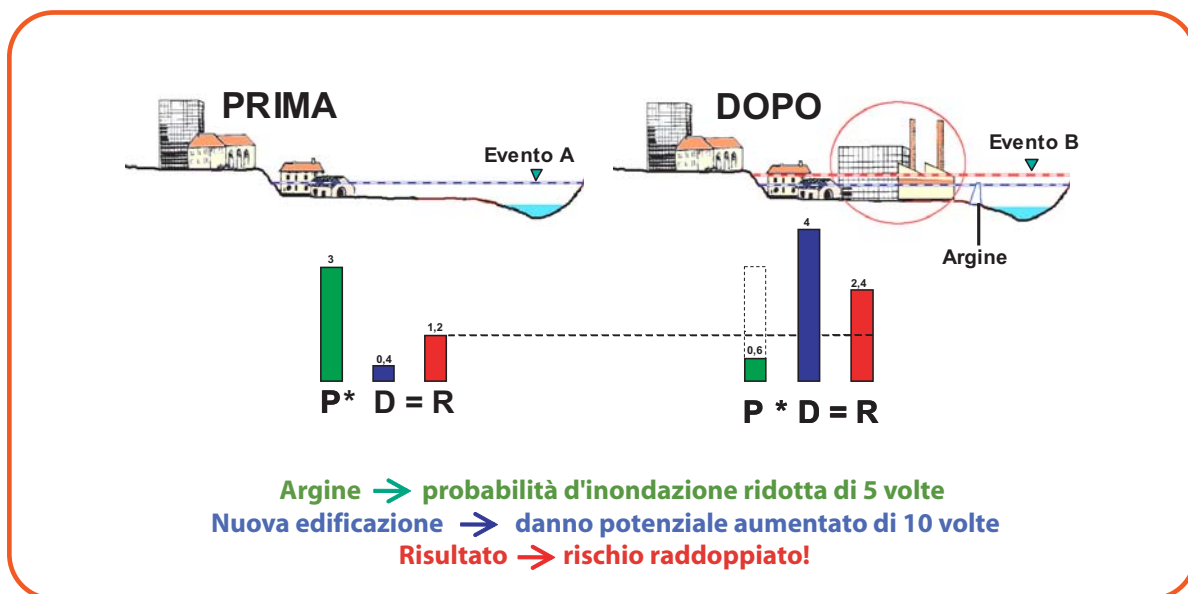 PRIMA
Evento A
3
0,4
1,2
P* D = R
DOPO
Evento B
Argine
4
0,6
2,4
P * D = R
Argine → probabilità d'inondazione ridotta di 5 volte
Nuova edificazione → danno potenziale aumentato di 10 volte
Risultato → rischio raddoppiato!